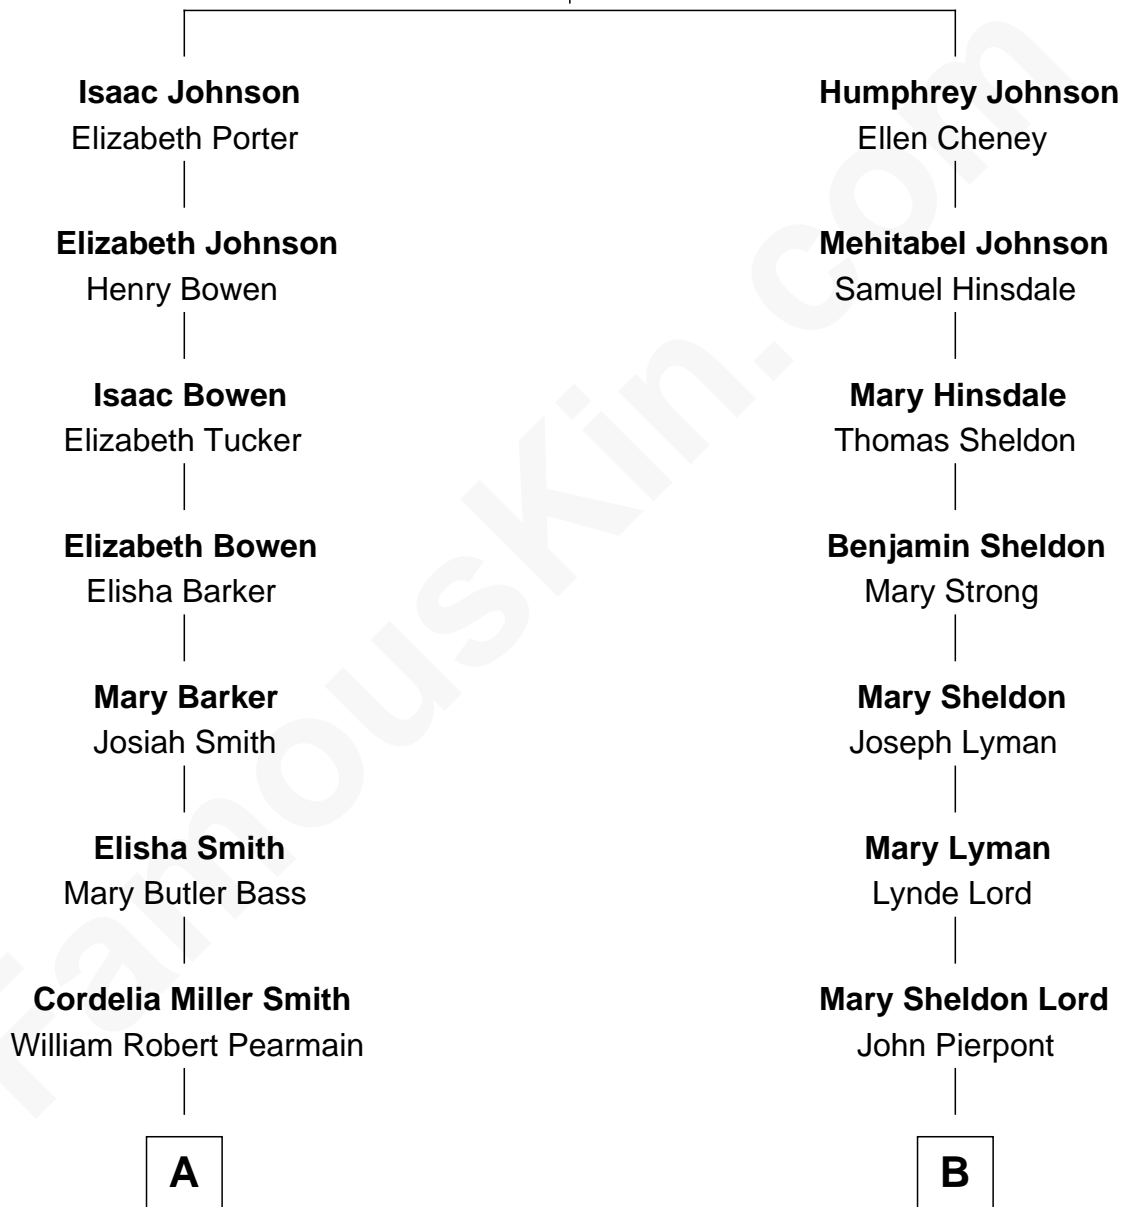 Isaac Johnson
Elizabeth Porter
Elizabeth Johnson
Henry Bowen
Isaac Bowen
Elizabeth Tucker
Elizabeth Bowen
Elisha Barker
Mary Barker
Josiah Smith
Elisha Smith
Mary Butler Bass
Cordelia Miller Smith
William Robert Pearmain
A
Humphrey Johnson
Ellen Cheney
Mehitabel Johnson
Samuel Hinsdale
Mary Hinsdale
Thomas Sheldon
Benjamin Sheldon
Mary Strong
Mary Sheldon
Joseph Lyman
Mary Lyman
Lynde Lord
Mary Sheldon Lord
John Pierpont
B
FamousKin.com